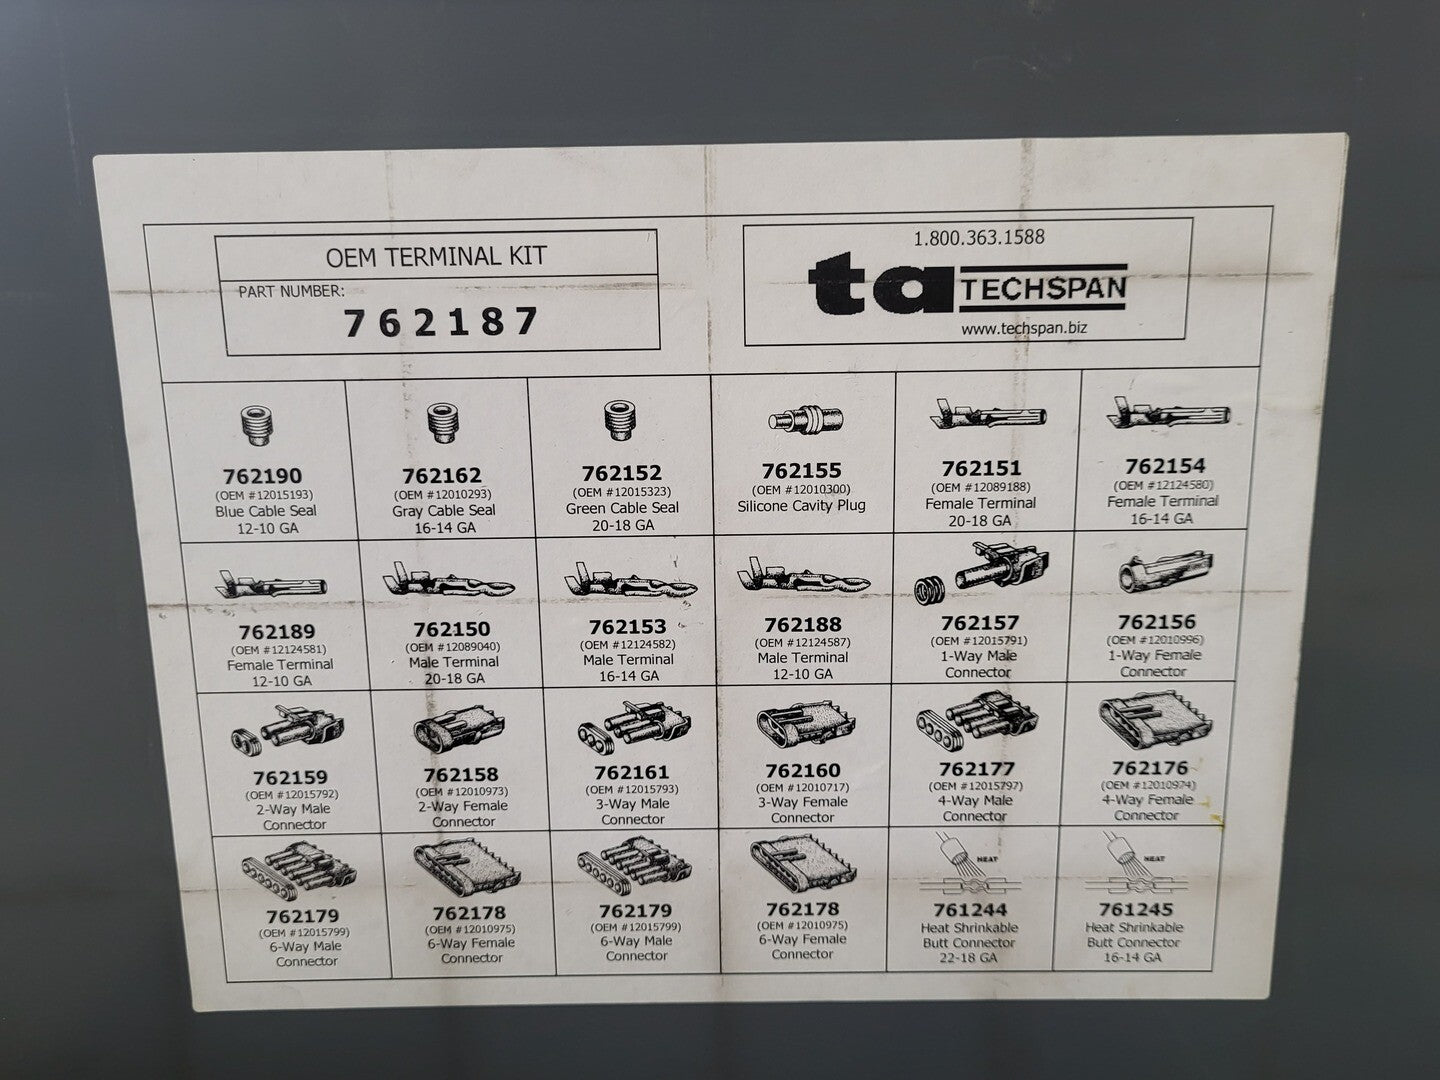 OEM TERMINAL KIT
PART NUMBER:
762187
1.800.363.1588
ta TECHSPAN
www.techspan.biz
762190
(OEM #12015193)
Blue Cable Seal
12-10 GA
762162
(OEM #12010293)
Gray Cable Seal
16-14 GA
762152
(OEM #12015323)
Green Cable Seal
20-18 GA
762155
(OEM #12010300)
Silicone Cavity Plug
762151
(OEM #12089188)
Female Terminal
20-18 GA
762154
(OEM #12124580)
Female Terminal
16-14 GA
762189
(OEM #12124581)
Female Terminal
12-10 GA
762150
(OEM #12089040)
Male Terminal
20-18 GA
762153
(OEM #12124582)
Male Terminal
16-14 GA
762188
(OEM #12124587)
Male Terminal
12-10 GA
762157
(OEM #12015791)
1-Way Male
Connector
762156
(OEM #12010996)
1-Way Female
Connector
762159
(OEM #12015792)
2-Way Male
Connector
762158
(OEM #12010973)
2-Way Female
Connector
762161
(OEM #12015793)
3-Way Male
Connector
762160
(OEM #12010717)
3-Way Female
Connector
762177
(OEM #12015797)
4-Way Male
Connector
762176
(OEM #12010974)
4-Way Female
Connector
762179
(OEM #12015799)
6-Way Male
Connector
762178
(OEM #12010975)
6-Way Female
Connector
762179
(OEM #12015799)
6-Way Male
Connector
762178
(OEM #12010975)
6-Way Female
Connector
HEAT
761244
Heat Shrinkable
Butt Connector
22-18 GA
HEAT
761245
Heat Shrinkable
Butt Connector
16-14 GA